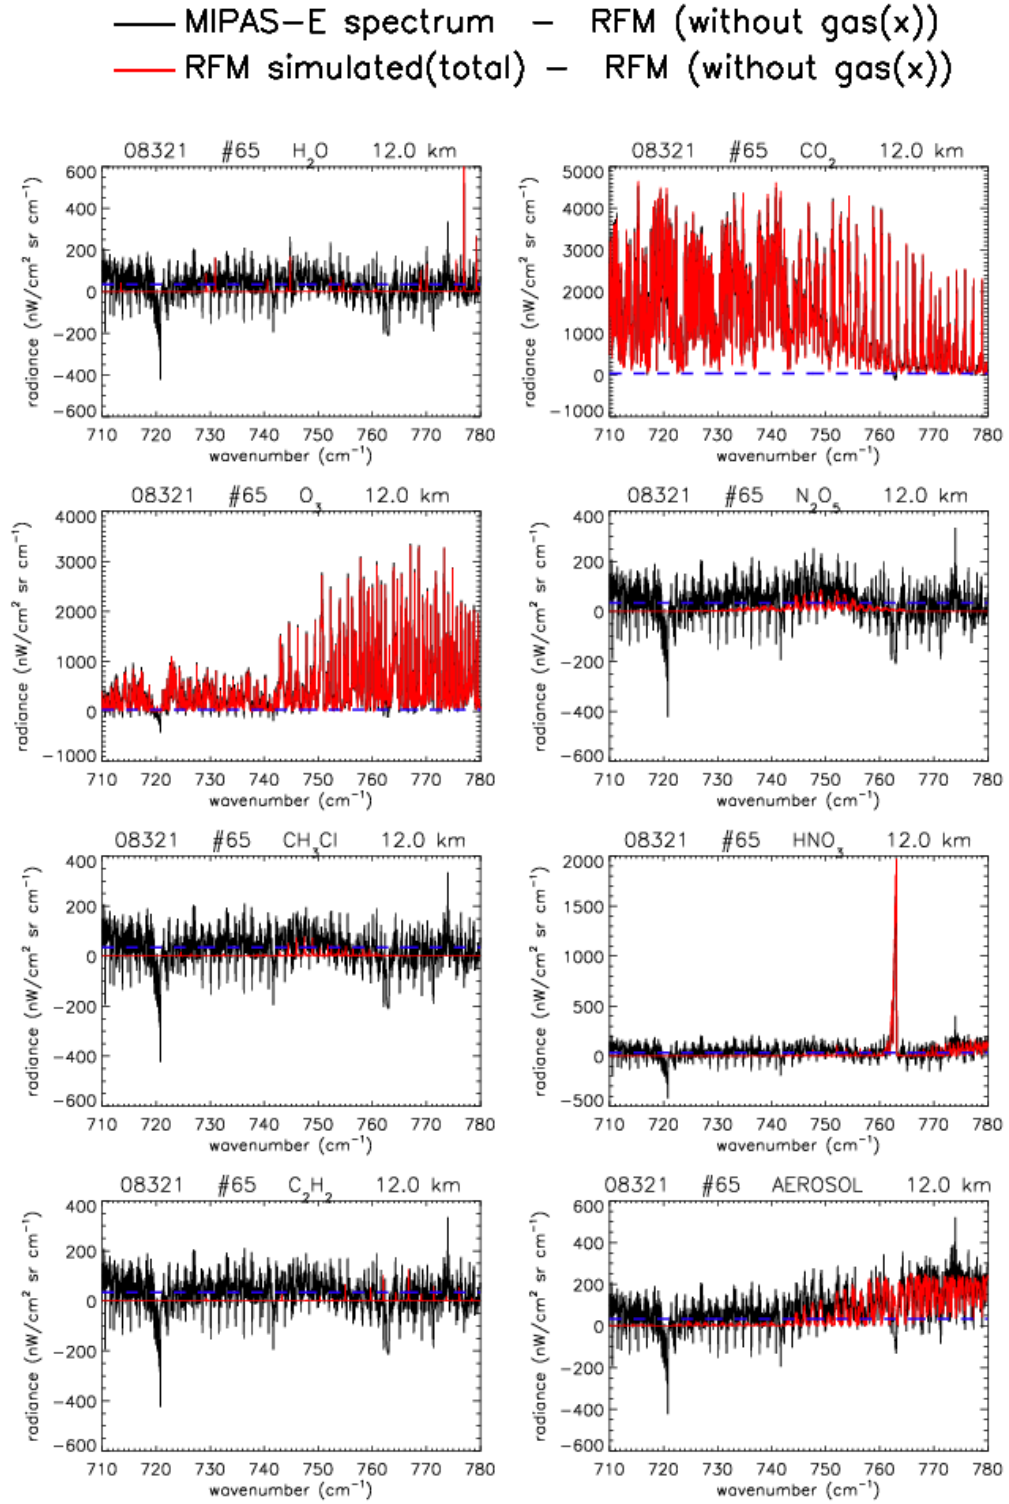 MIPAS-E spectrum - RFM (without gas(x))
RFM simulated(total) - RFM (without gas(x))
08321 #65 H₂O 12.0 km
600
400
200
0
-200
-400
-600
radiance (nW/cm² sr cm⁻¹)
710 720 730 740 750 760 770 780
wavenumber (cm⁻¹)
08321 #65 CO₂ 12.0 km
5000
4000
3000
2000
1000
0
-1000
radiance (nW/cm² sr cm⁻¹)
710 720 730 740 750 760 770 780
wavenumber (cm⁻¹)
08321 #65 O₃ 12.0 km
4000
3000
2000
1000
0
-1000
radiance (nW/cm² sr cm⁻¹)
710 720 730 740 750 760 770 780
wavenumber (cm⁻¹)
08321 #65 N₂O₅ 12.0 km
400
200
0
-200
-400
-600
radiance (nW/cm² sr cm⁻¹)
710 720 730 740 750 760 770 780
wavenumber (cm⁻¹)
08321 #65 CH₃Cl 12.0 km
400
200
0
-200
-400
-600
radiance (nW/cm² sr cm⁻¹)
710 720 730 740 750 760 770 780
wavenumber (cm⁻¹)
08321 #65 HNO₃ 12.0 km
2000
1500
1000
500
0
-500
radiance (nW/cm² sr cm⁻¹)
710 720 730 740 750 760 770 780
wavenumber (cm⁻¹)
08321 #65 C₂H₂ 12.0 km
400
200
0
-200
-400
-600
radiance (nW/cm² sr cm⁻¹)
710 720 730 740 750 760 770 780
wavenumber (cm⁻¹)
08321 #65 AEROSOL 12.0 km
600
400
200
0
-200
-400
-600
radiance (nW/cm² sr cm⁻¹)
710 720 730 740 750 760 770 780
wavenumber (cm⁻¹)